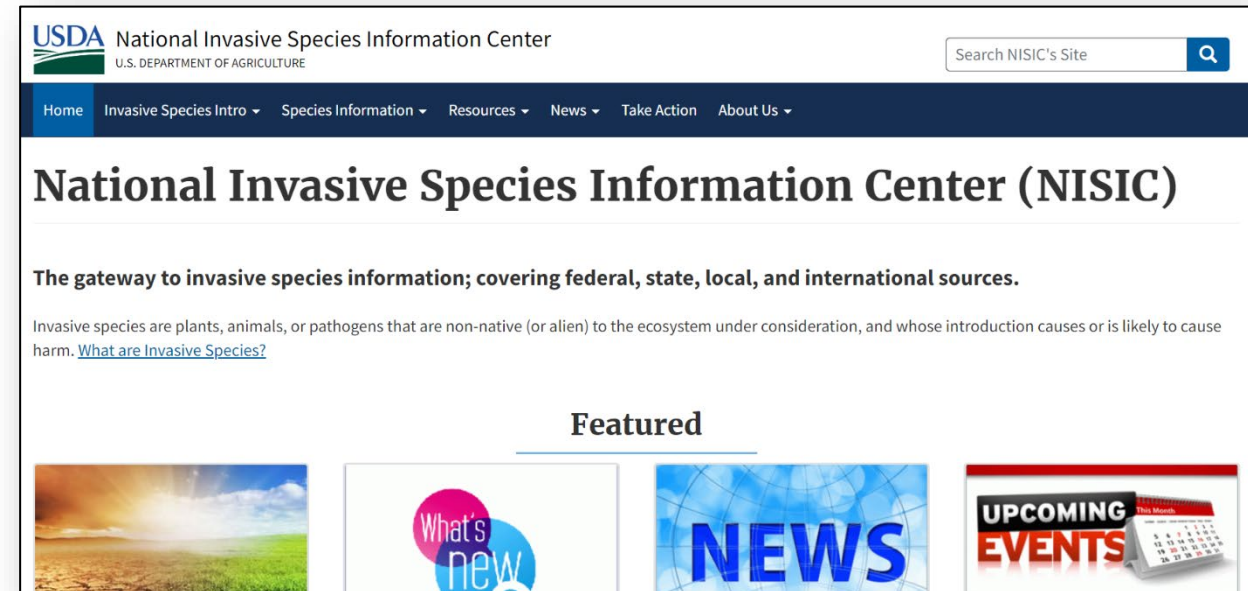 USDA National Invasive Species Information Center
U.S. DEPARTMENT OF AGRICULTURE
Search NISIC's Site
Home Invasive Species Intro Species Information Resources News Take Action About Us
National Invasive Species Information Center (NISIC)
The gateway to invasive species information; covering federal, state, local, and international sources.
Invasive species are plants, animals, or pathogens that are non-native (or alien) to the ecosystem under consideration, and whose introduction causes or is likely to cause
harm. What are Invasive Species?
Featured
What's
new
NEWS
UPCOMING
EVENTS
This Month